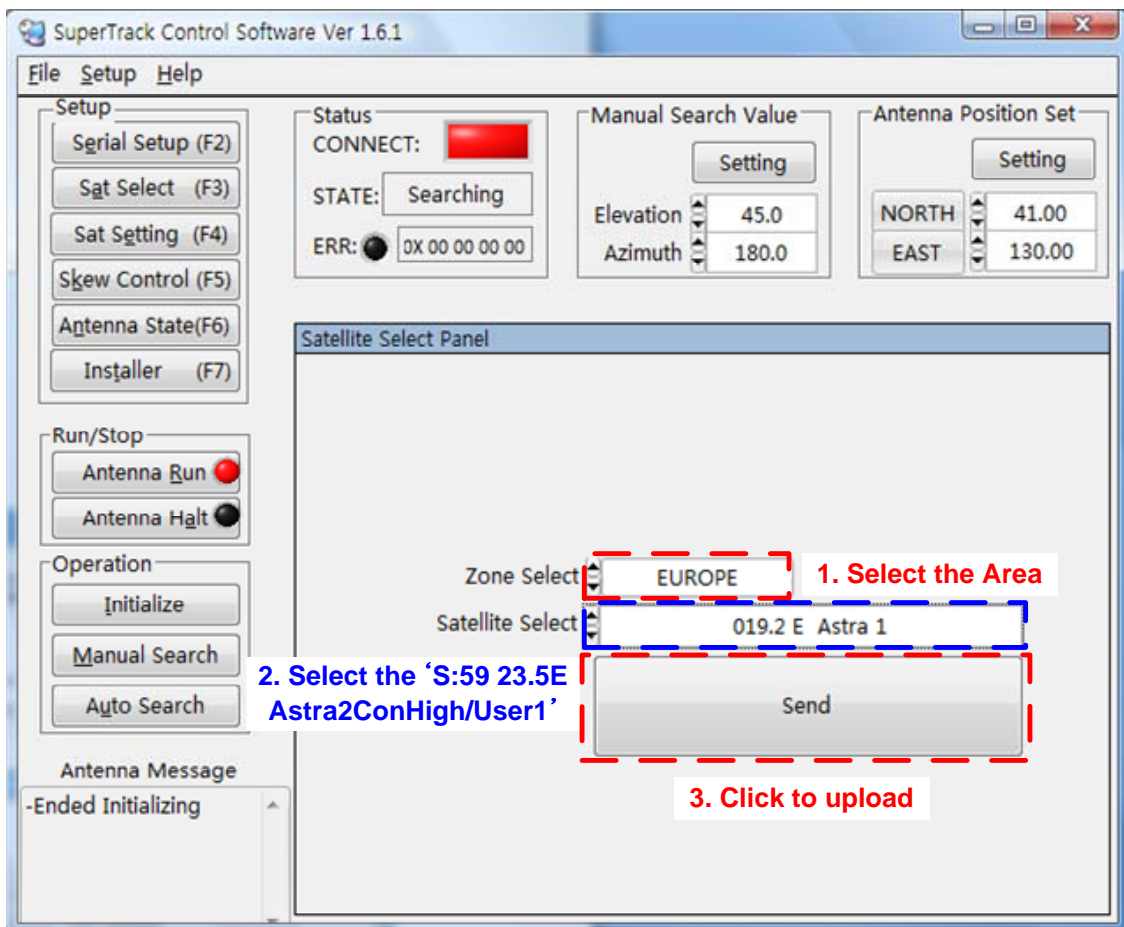 SuperTrack Control Software Ver 1.6.1
File Setup Help
Setup
Serial Setup (F2)
Sat Select (F3)
Sat Setting (F4)
Skew Control (F5)
Antenna State(F6)
Installer (F7)
Status
CONNECT:
STATE: Searching
ERR: 0X 00 00 00 00
Manual Search Value
Setting
Elevation 45.0
Azimuth 180.0
Antenna Position Set
Setting
NORTH 41.00
EAST 130.00
Run/Stop
Antenna Run
Antenna Halt
Operation
Initialize
Manual Search
Auto Search
Antenna Message
-Ended Initializing
Satellite Select Panel
Zone Select EUROPE
1. Select the Area
Satellite Select 019.2 E Astra 1
2. Select the ‘S:59 23.5E
Astra2ConHigh/User1’
Send
3. Click to upload